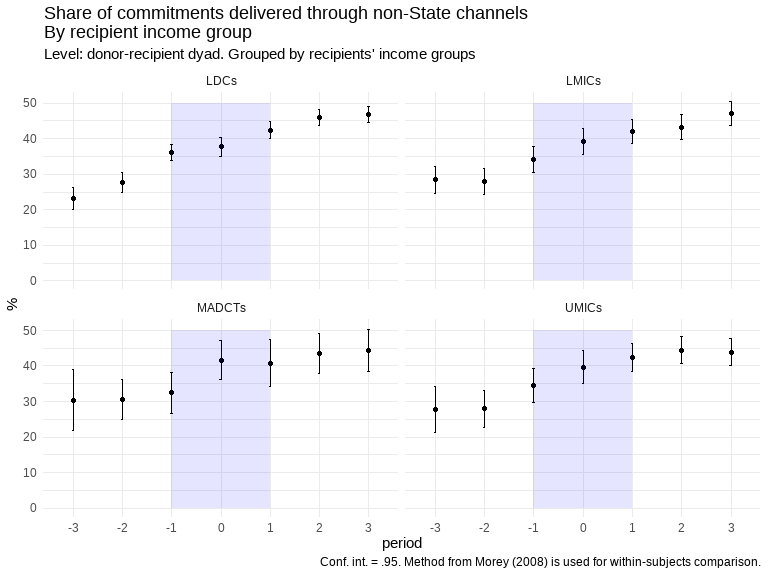 Share of commitments delivered through non-State channels
By recipient income group
Level: donor-recipient dyad. Grouped by recipients' income groups
LDCs
LMICs
50
40
30
20
10
0
%
MADCTs
UMICs
50
40
30
20
10
0
-3 -2 -1 0 1 2 3
-3 -2 -1 0 1 2 3
period
Conf. int. = .95. Method from Morey (2008) is used for within-subjects comparison.